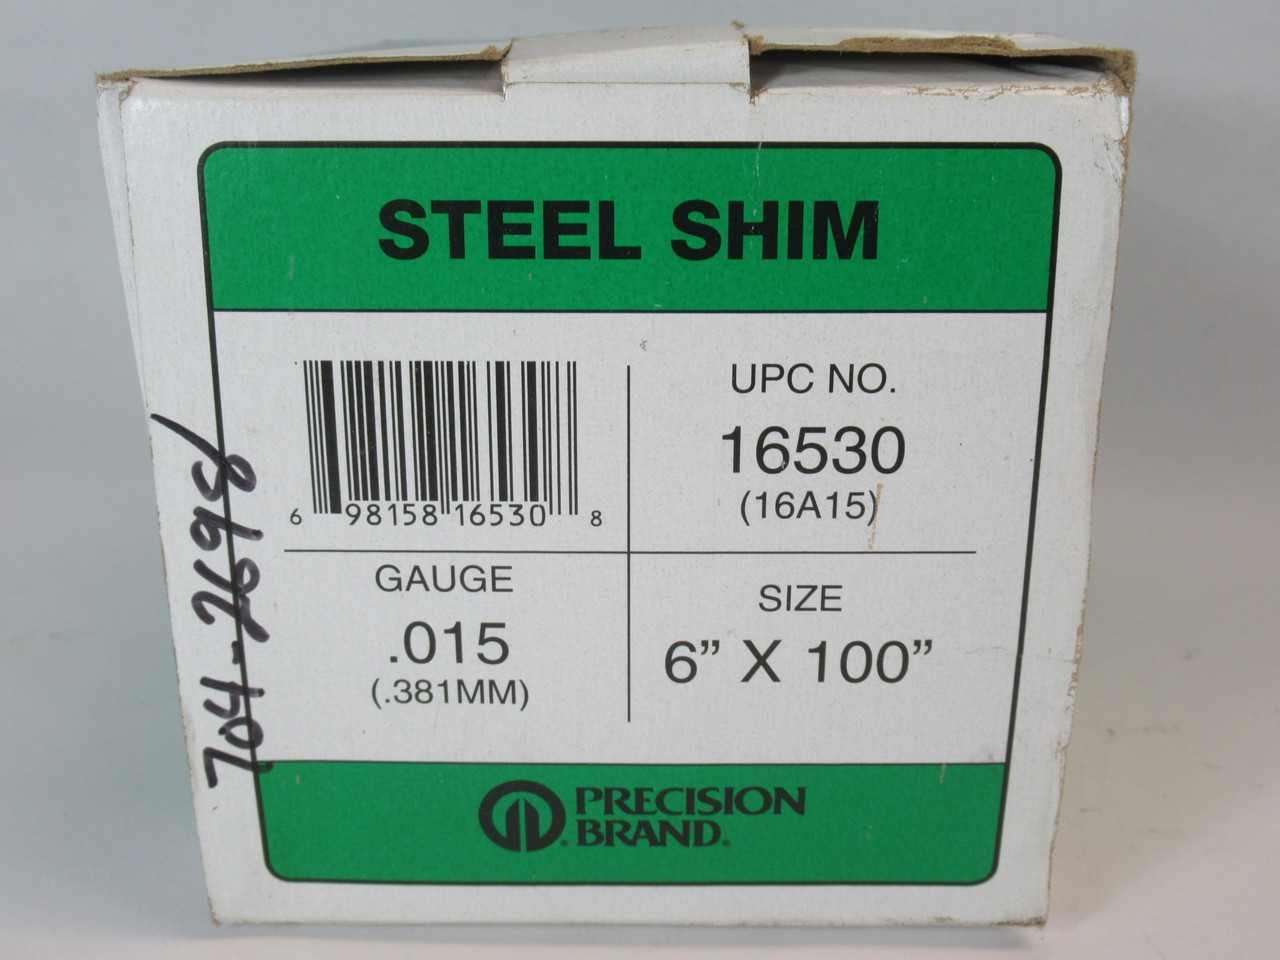 STEEL SHIM
6 98158 16530 8
UPC NO.
16530
(16A15)
GAUGE
.015
(.381MM)
SIZE
6” X 100”
704-2698
PRECISION
BRAND®